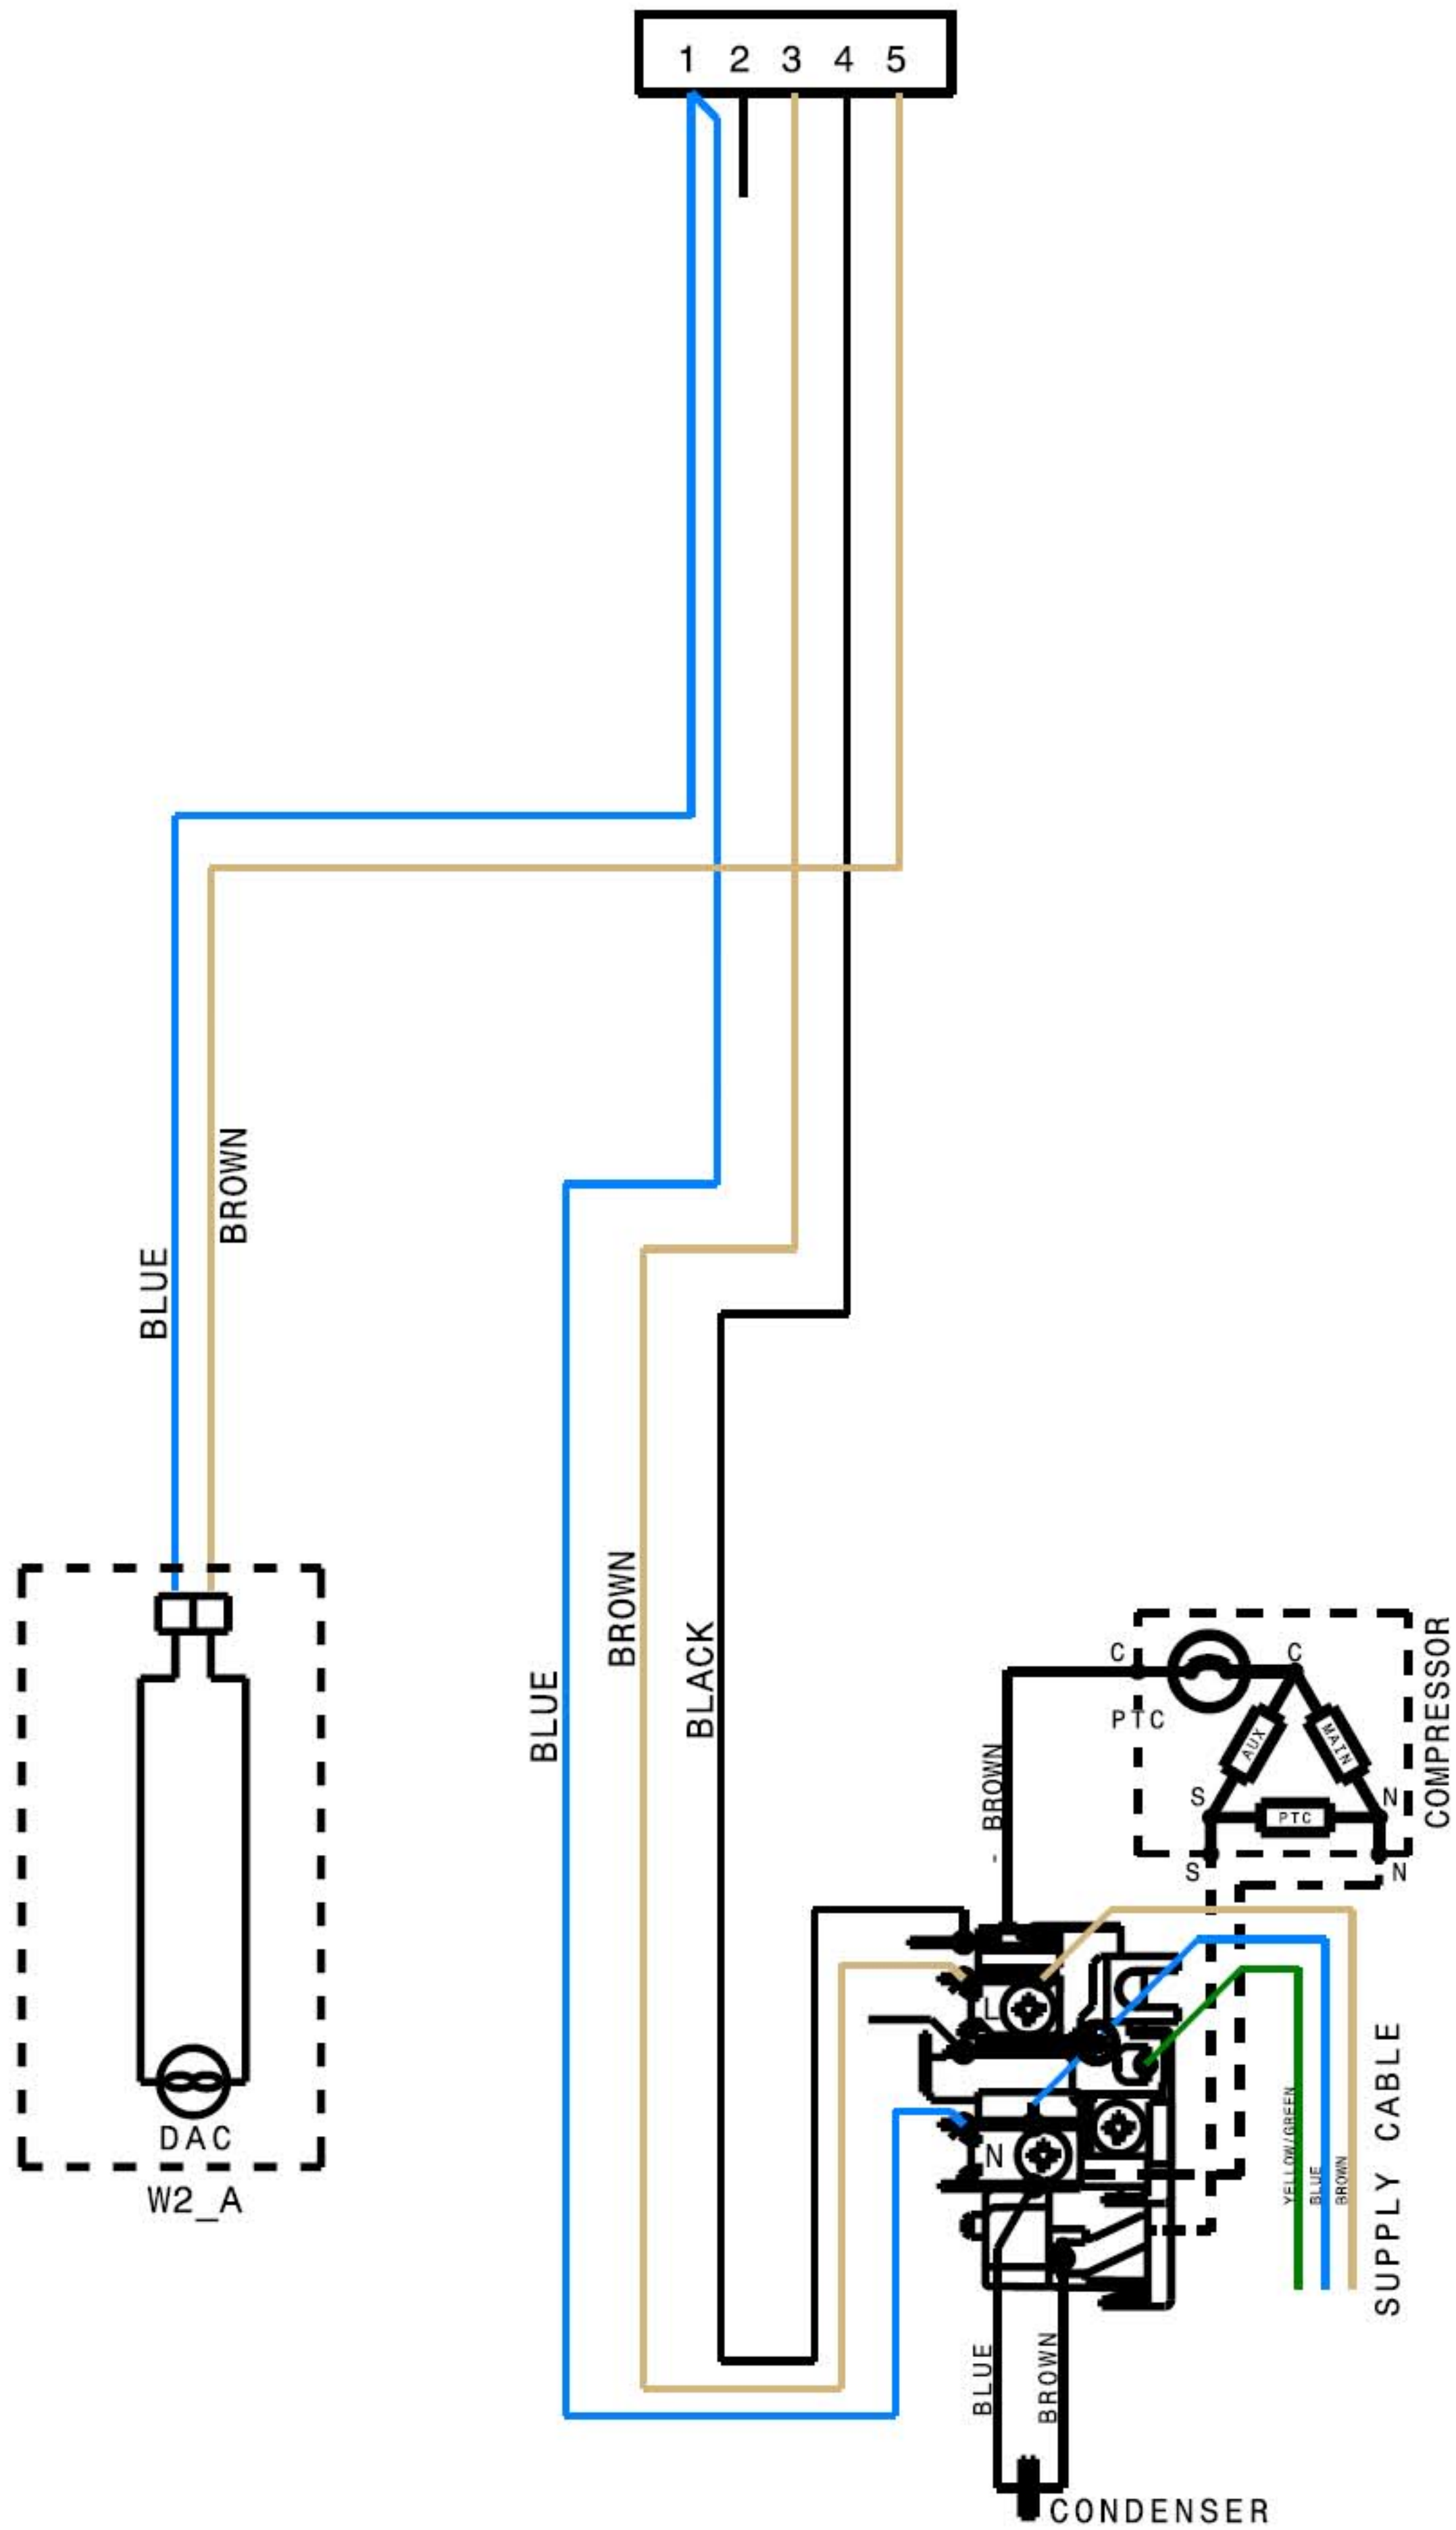 1 2 3 4 5
BLUE
BROWN
BLUE
BROWN
BLACK
DAC
W2_A
- BROWN
C
C
PTC
AUX
MAIN
S
N
PTC
S
N
COMPRESSOR
L
N
YELLOW/GREEN
BLUE
BROWN
SUPPLY CABLE
BLUE
BROWN
CONDENSER